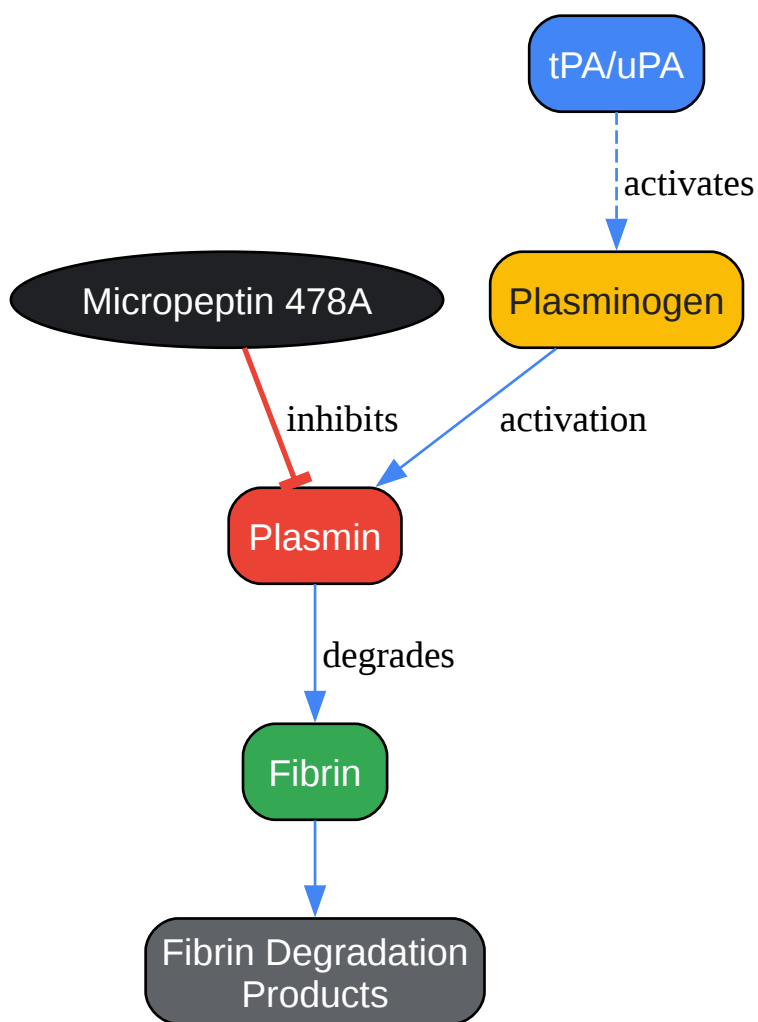 tPA/uPA
activates
Micropeptin 478A
Plasminogen
inhibits
activation
Plasmin
degrades
Fibrin
Fibrin Degradation
Products